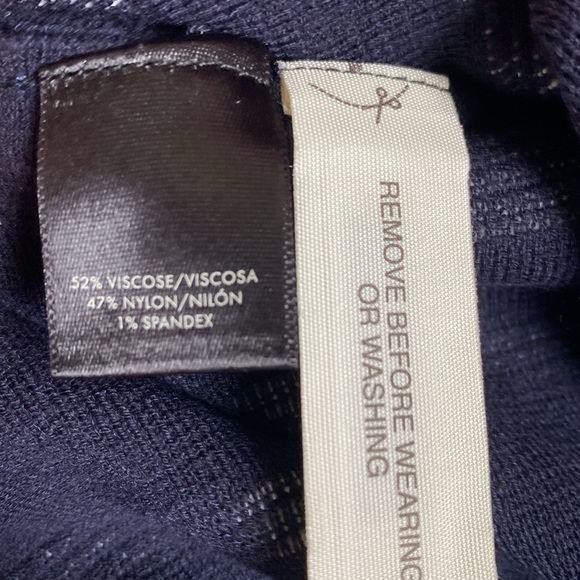 52% VISCOSE/VISCOSA
47% NYLON/NILÓN
1% SPANDEX
REMOVE BEFORE WEARING
OR WASHING